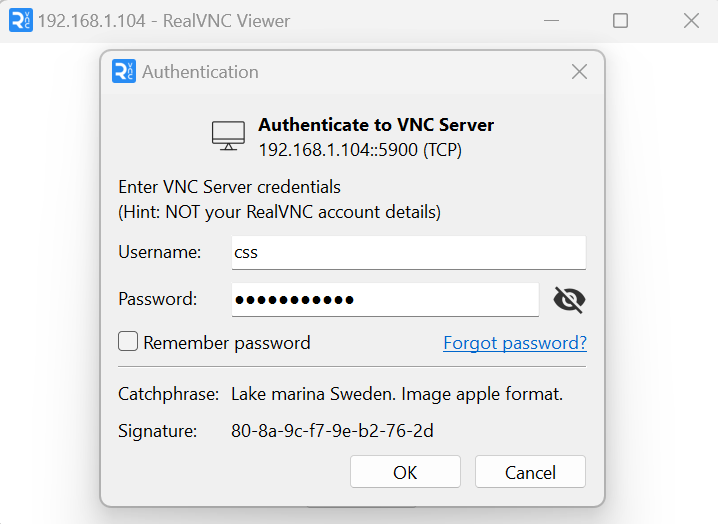 192.168.1.104 - RealVNC Viewer
Authentication
Authenticate to VNC Server
192.168.1.104::5900 (TCP)
Enter VNC Server credentials
(Hint: NOT your RealVNC account details)
Username: css
Password: ●●●●●●●●●●●
Remember password Forgot password?
Catchphrase: Lake marina Sweden. Image apple format.
Signature: 80-8a-9c-f7-9e-b2-76-2d
OK Cancel